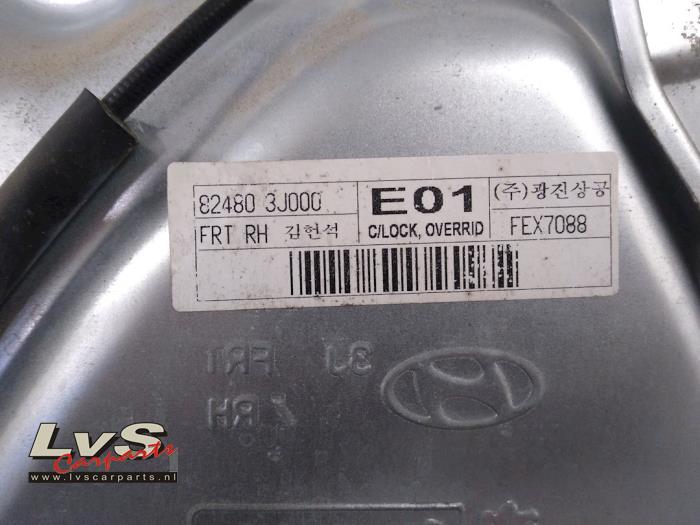 82480 3J000
E01
(주)광진상공
FRT RH 김헌석
C/LOCK, OVERRID
FEX7088
3J FRT
RH
LvS
Carparts
www.lvscarparts.nl